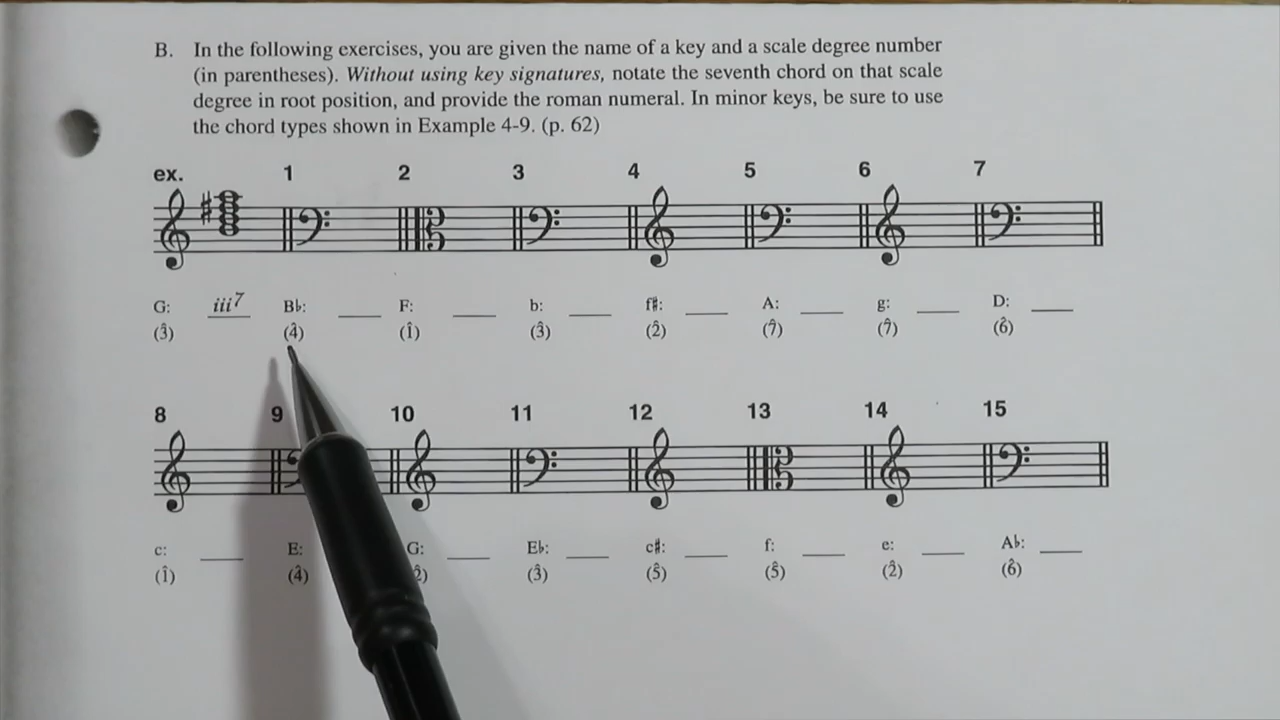 B. In the following exercises, you are given the name of a key and a scale degree number
(in parentheses). Without using key signatures, notate the seventh chord on that scale
degree in root position, and provide the roman numeral. In minor keys, be sure to use
the chord types shown in Example 4-9. (p. 62)
ex. 1 2 3 4 5 6 7
G: iii7 B♭: F: b: f♯: A: g: D:
(3̂) (4̂) (1̂) (3̂) (2̂) (7̂) (7̂) (6̂)
8 9 10 11 12 13 14 15
c: E: G: E♭: c♯: f: e: A♭:
(1̂) (4̂) 2̂) (3̂) (5̂) (5̂) (2̂) (6̂)